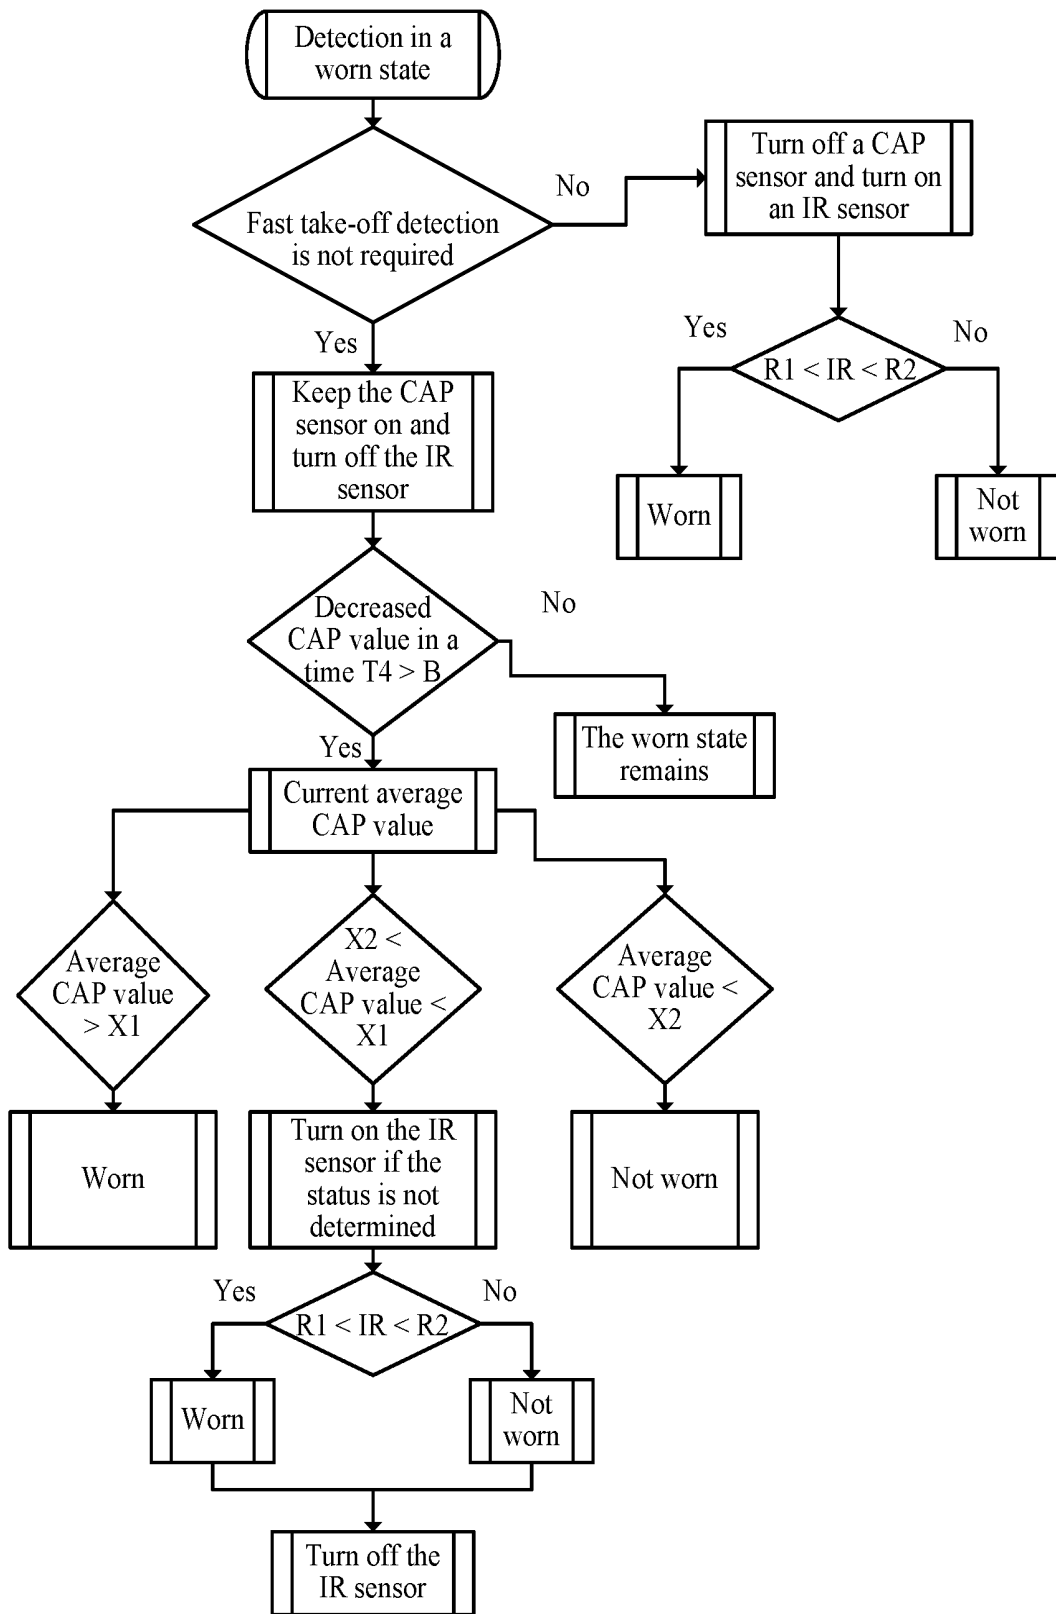 Detection in a
worn state
Fast take-off detection
is not required
No
Turn off a CAP
sensor and turn on
an IR sensor
Yes
R1 < IR < R2
No
Worn
Not
worn
Yes
Keep the CAP
sensor on and
turn off the IR
sensor
Decreased
CAP value in a
time T4 > B
No
The worn state
remains
Yes
Current average
CAP value
Average
CAP value
> X1
X2 <
Average
CAP value <
X1
Average
CAP value <
X2
Worn
Turn on the IR
sensor if the
status is not
determined
Not worn
Yes
R1 < IR < R2
No
Worn
Not
worn
Turn off the
IR sensor